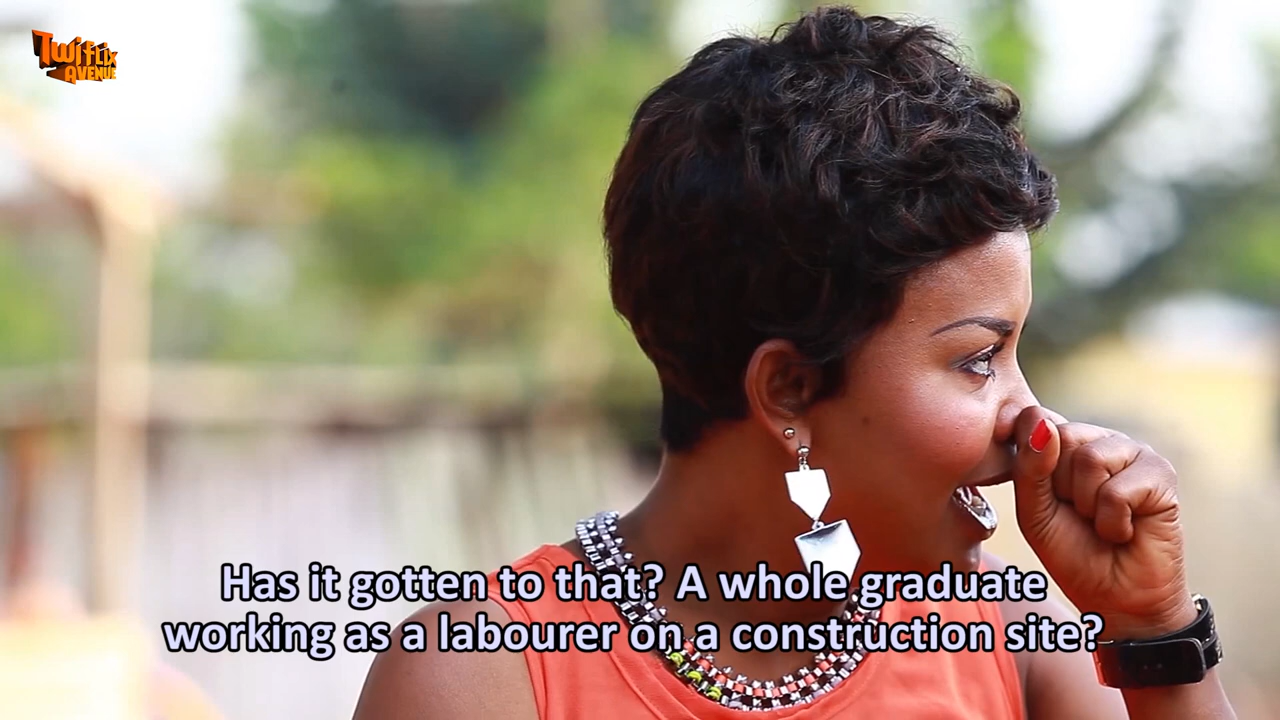 Twiflix
AVENUE
Has it gotten to that? A whole graduate
working as a labourer on a construction site?